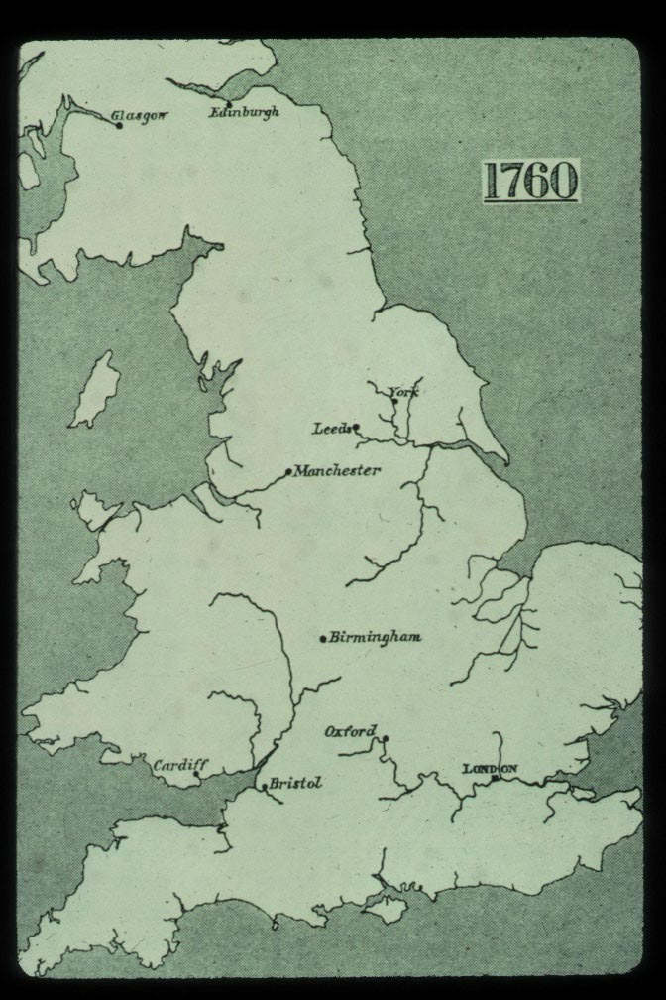 Glasgow
Edinburgh
1760
York
Leeds
Manchester
Birmingham
Oxford
LONDON
Cardiff
Bristol